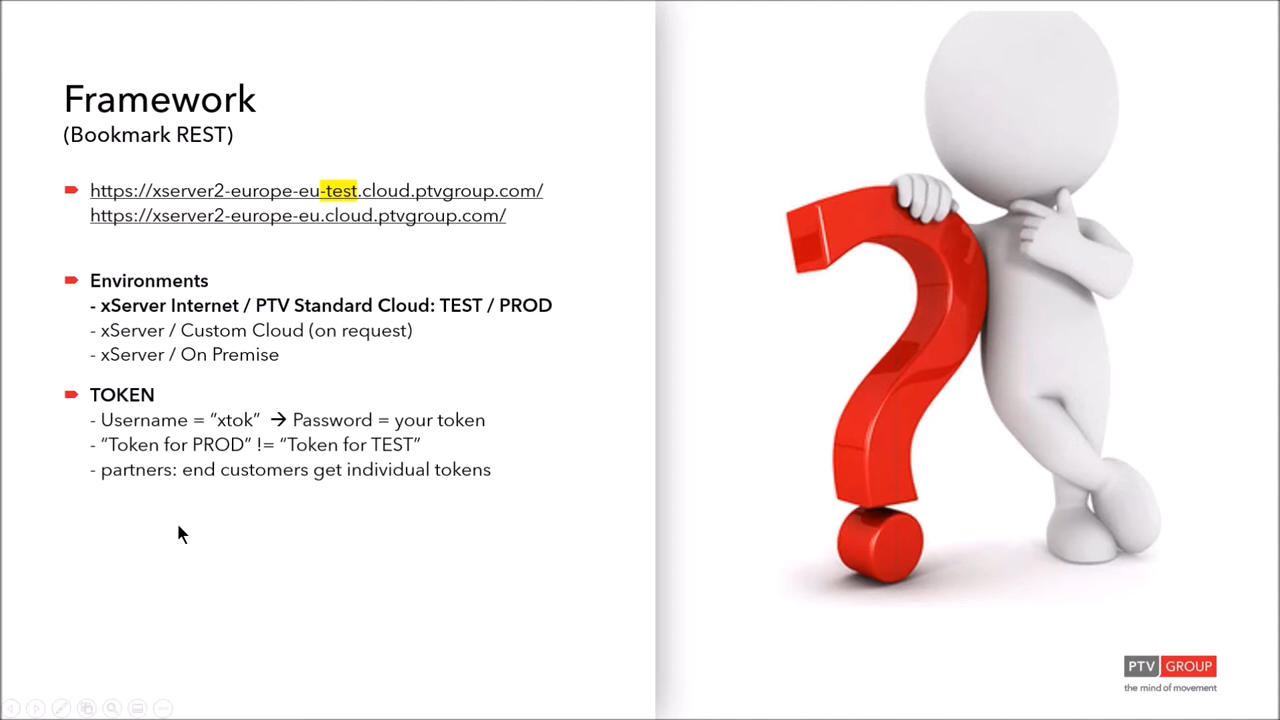 Framework
(Bookmark REST)
https://xserver2-europe-eu-test.cloud.ptvgroup.com/
https://xserver2-europe-eu.cloud.ptvgroup.com/
Environments
- xServer Internet / PTV Standard Cloud: TEST / PROD
- xServer / Custom Cloud (on request)
- xServer / On Premise
TOKEN
- Username = “xtok” → Password = your token
- “Token for PROD” != “Token for TEST”
- partners: end customers get individual tokens
PTV GROUP
the mind of movement